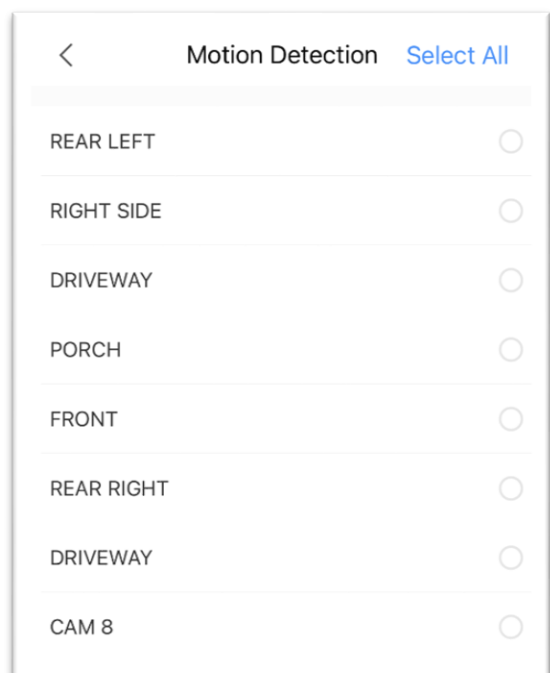 Motion Detection Select All
REAR LEFT
RIGHT SIDE
DRIVEWAY
PORCH
FRONT
REAR RIGHT
DRIVEWAY
CAM 8